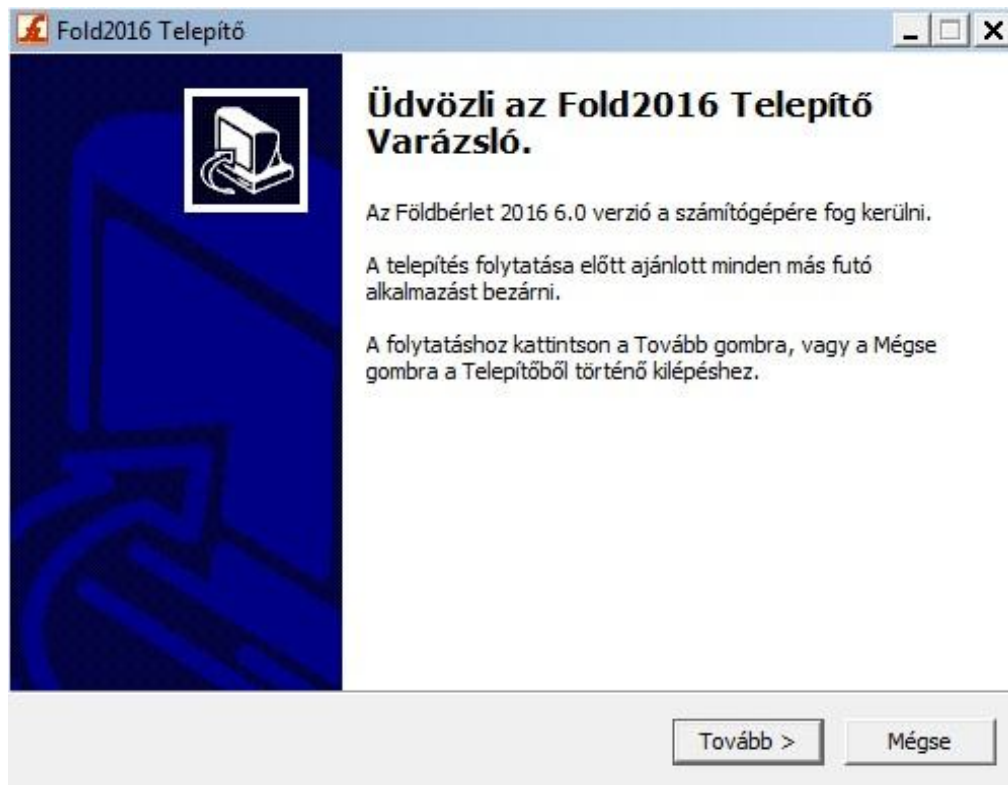 Fold2016 Telepítő
Üdvözli az Fold2016 Telepítő
Varázsló.
Az Földbérlet 2016 6.0 verzió a számítógépére fog kerülni.
A telepítés folytatása előtt ajánlott minden más futó
alkalmazást bezárni.
A folytatáshoz kattintson a Tovább gombra, vagy a Mégse
gombra a Telepítőből történő kilépéshez.
Tovább >
Mégse